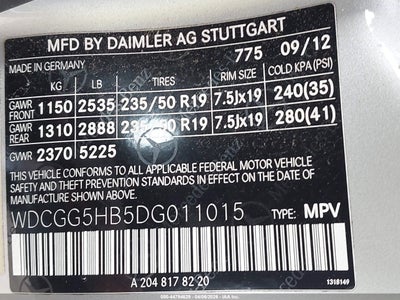 MFD BY DAIMLER AG STUTTGART
MADE IN GERMANY 775 09/12
KG LB TIRES RIM SIZE COLD KPA (PSI)
GAWR FRONT 1150 2535 235/50 R19 7.5Jx19 240(35)
GAWR REAR 1310 2888 235/50 R19 7.5Jx19 280(41)
GVWR 2370 5225
THIS VEHICLE CONFORMS TO ALL APPLICABLE U.S. FEDERAL MOTOR VEHICLE
SAFETY STANDARDS IN EFFECT ON THE DATE
OF MANUFACTURE SHOWN ABOVE.
WDCGG5HB5DG011015 TYPE: MPV
A 204 817 82 20
1318149